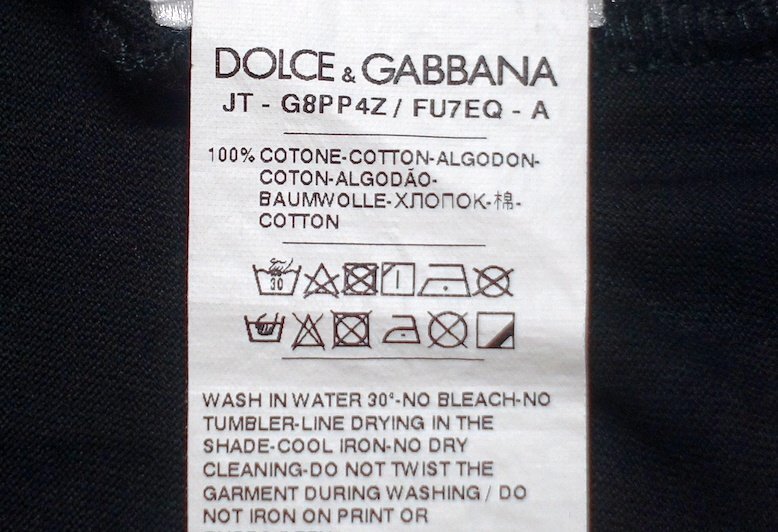 DOLCE & GABBANA
JT - G8PP4Z / FU7EQ - A
100% COTONE-COTTON-ALGODON-
COTON-ALGODÃO-
BAUMWOLLE-ХЛОПОК-棉-
COTTON
30
WASH IN WATER 30°-NO BLEACH-NO
TUMBLER-LINE DRYING IN THE
SHADE-COOL IRON-NO DRY
CLEANING-DO NOT TWIST THE
GARMENT DURING WASHING / DO
NOT IRON ON PRINT OR